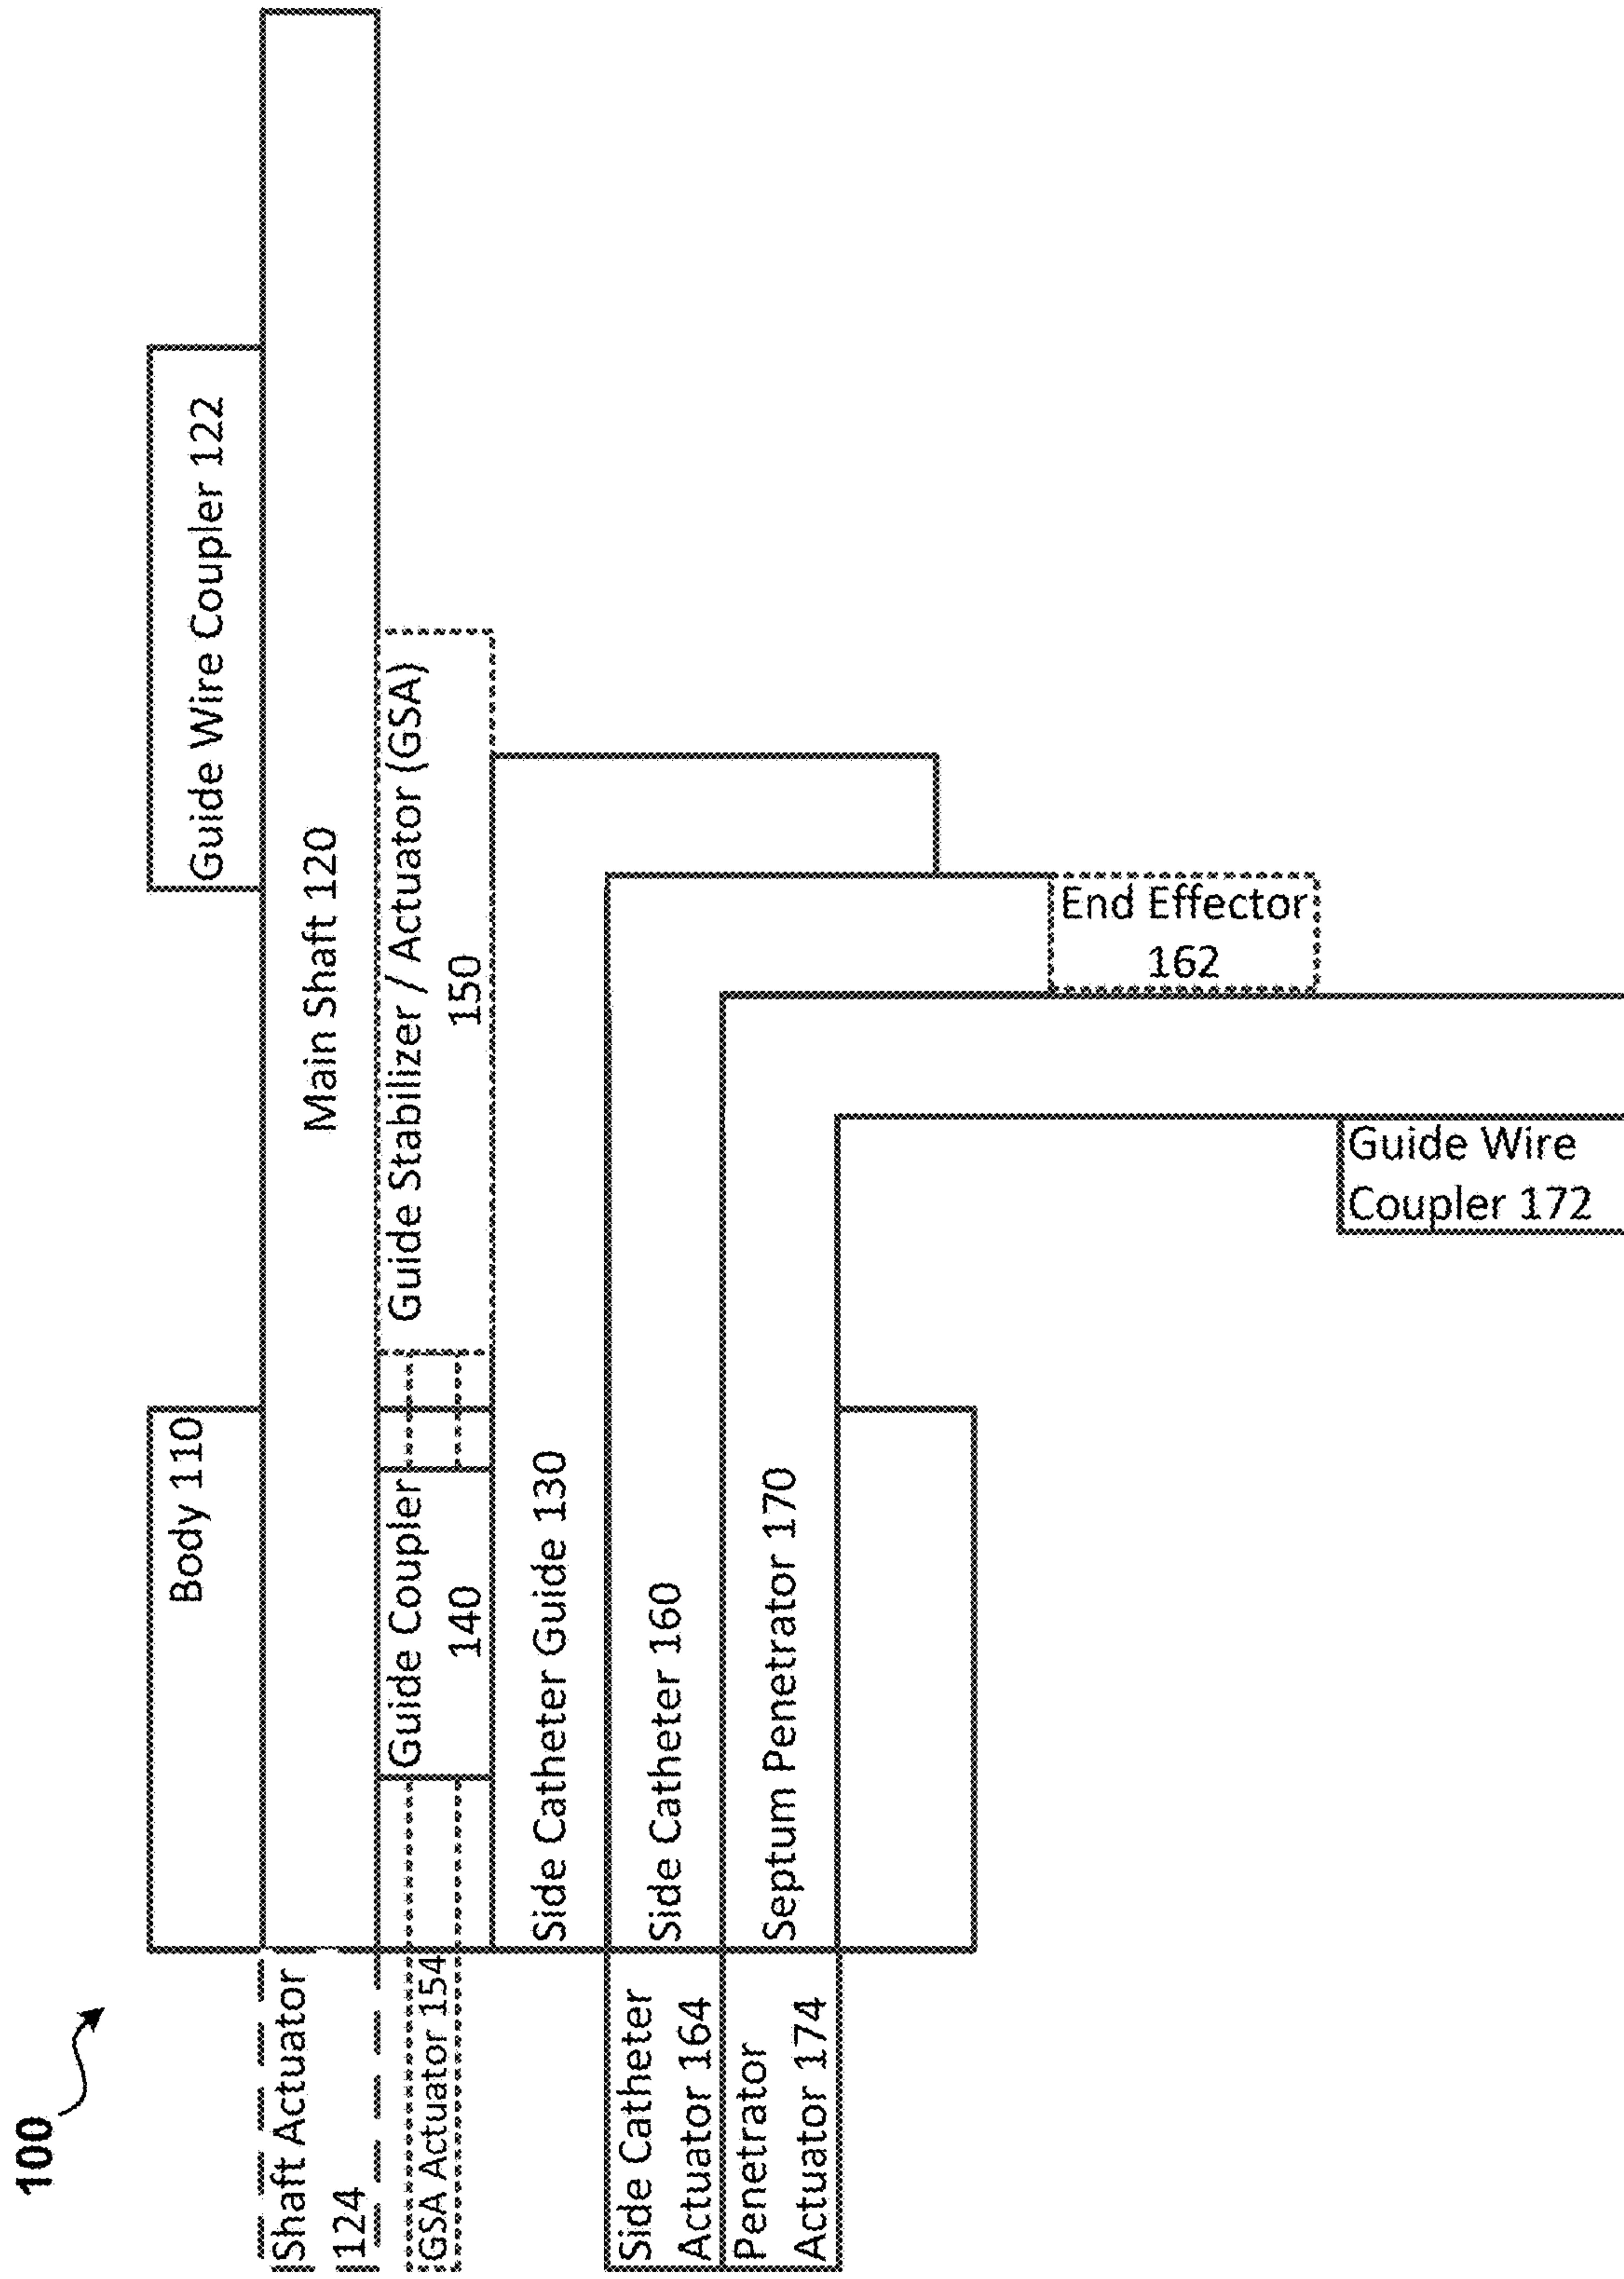 100
Guide Wire Coupler 122
Body 110
Main Shaft 120
Shaft Actuator
124
Guide Stabilizer / Actuator (GSA)
150
Guide Coupler
140
GSA Actuator 154
Side Catheter Guide 130
Side Catheter 160
Side Catheter
Actuator 164
Septum Penetrator 170
Penetrator
Actuator 174
End Effector
162
Guide Wire
Coupler 172